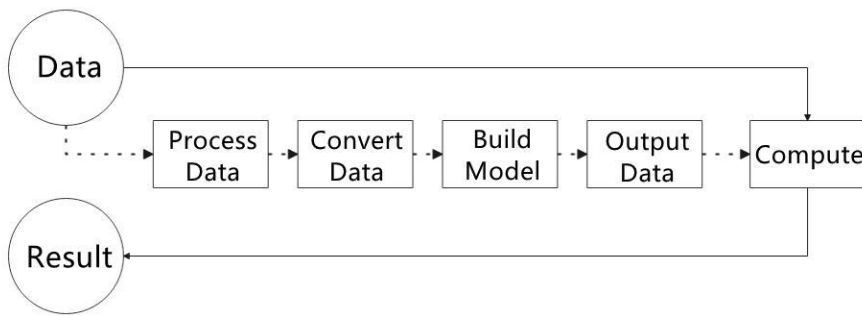 Data
Process
Data
Convert
Data
Build
Model
Output
Data
Compute
Result